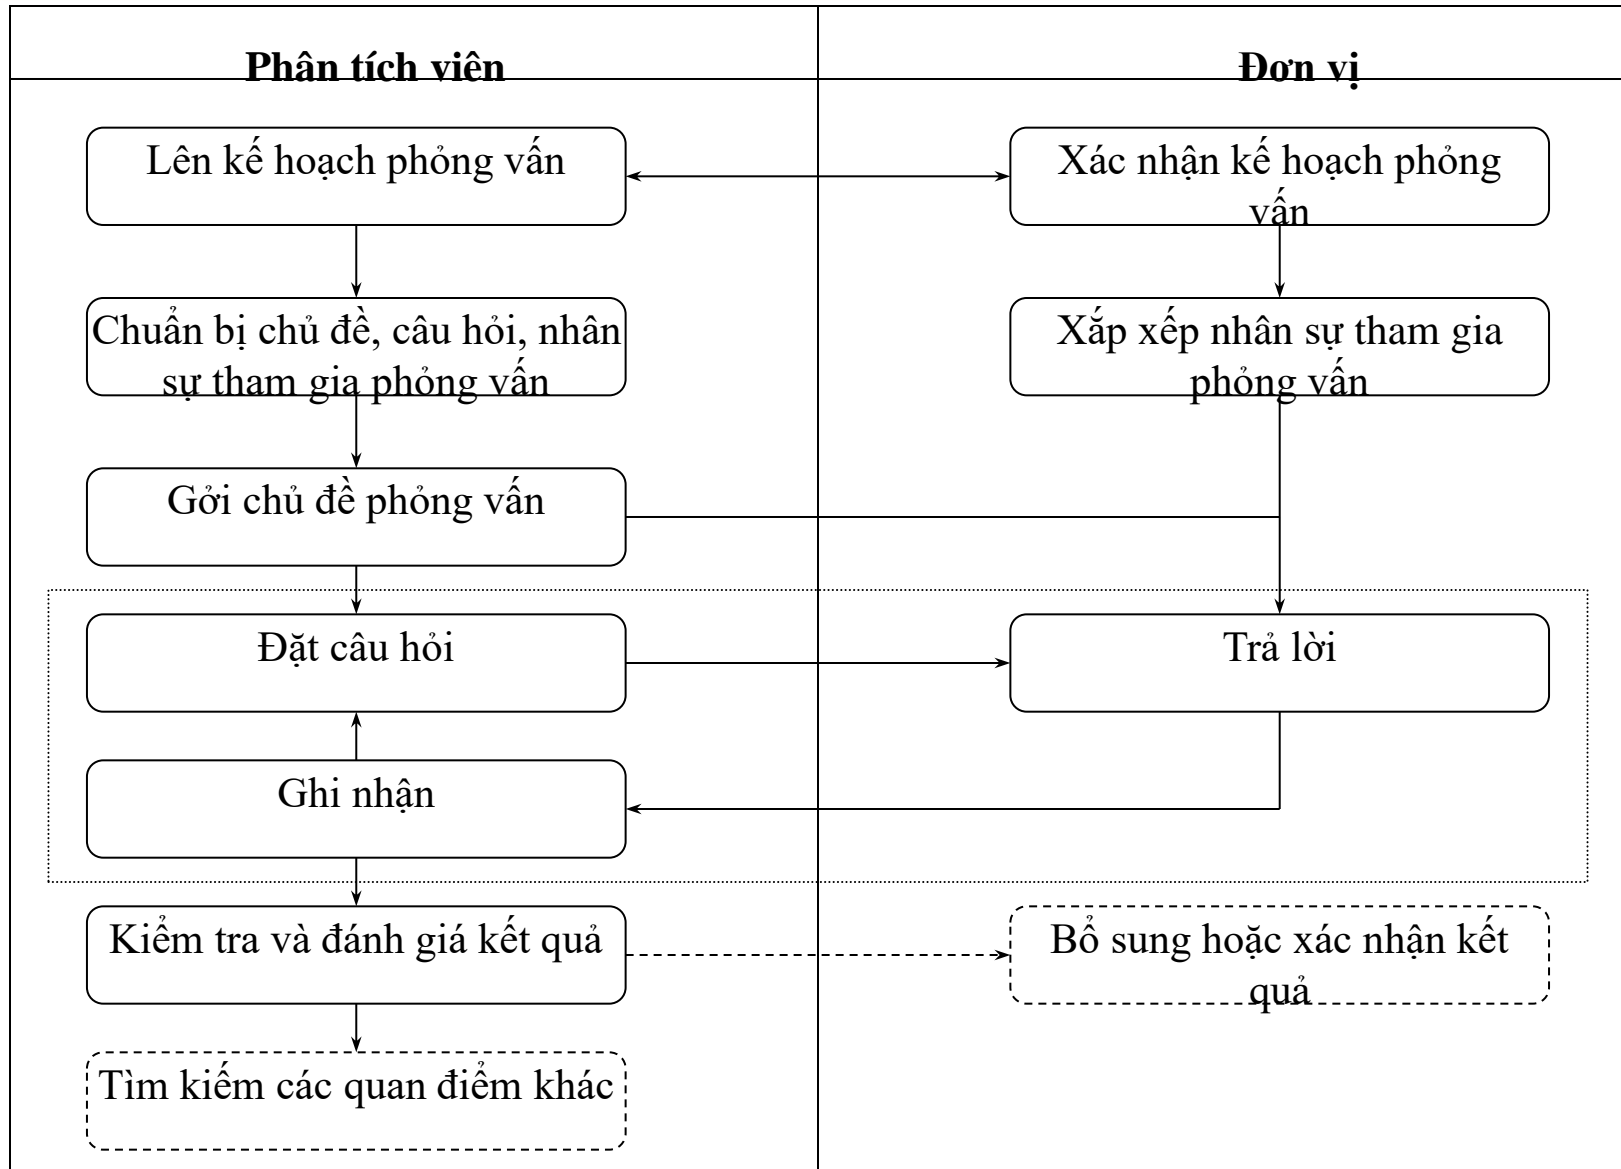 Phân tích viên
Đơn vị
Lên kế hoạch phỏng vấn
Xác nhận kế hoạch phỏng
vấn
Chuẩn bị chủ đề, câu hỏi, nhân
sự tham gia phỏng vấn
Xắp xếp nhân sự tham gia
phỏng vấn
Gởi chủ đề phỏng vấn
Đặt câu hỏi
Trả lời
Ghi nhận
Kiểm tra và đánh giá kết quả
Bổ sung hoặc xác nhận kết
quả
Tìm kiếm các quan điểm khác